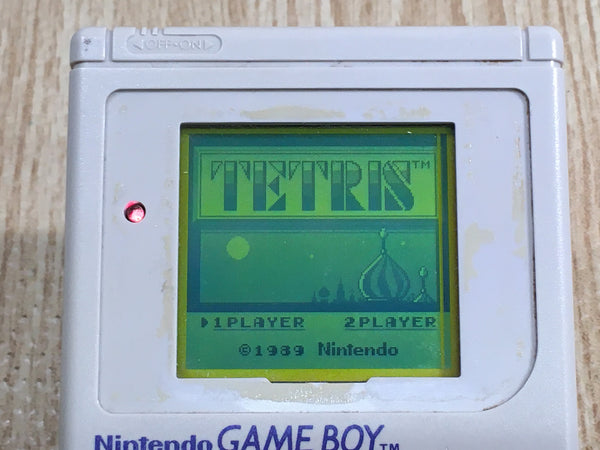 OFF•ON
TETRIS™
1PLAYER 2PLAYER
©1989 Nintendo
Nintendo GAME BOY™